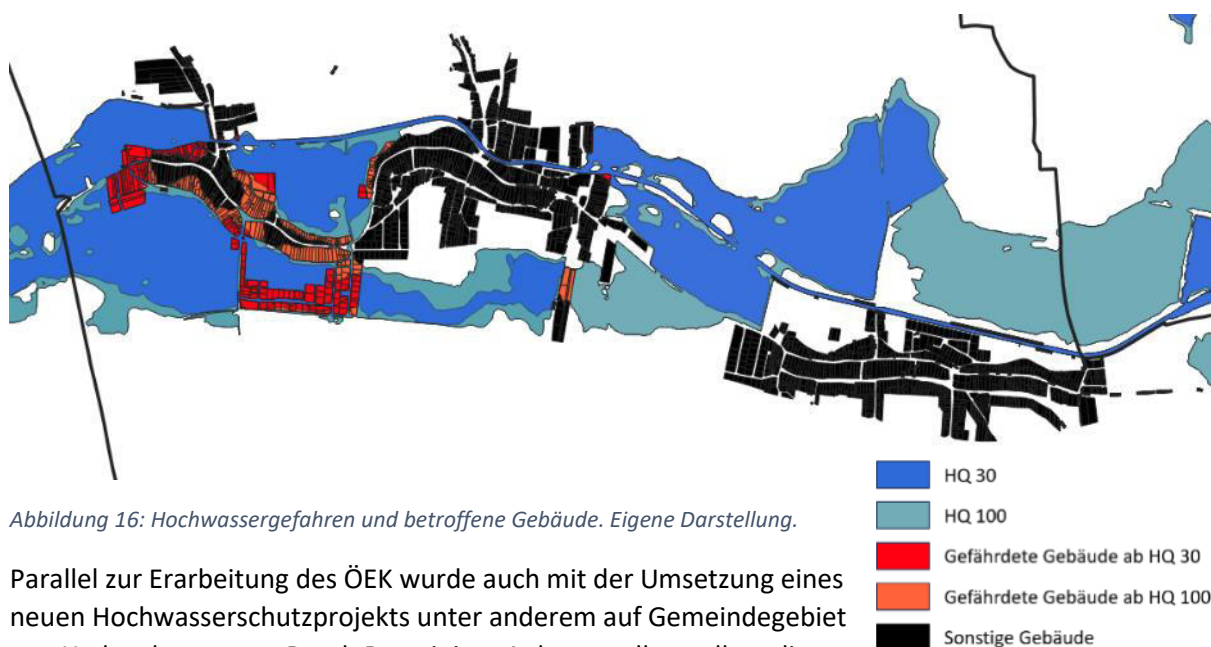 HQ 30
HQ 100
Gefährdete Gebäude ab HQ 30
Gefährdete Gebäude ab HQ 100
Sonstige Gebäude
Abbildung 16: Hochwassergefahren und betroffene Gebäude. Eigene Darstellung.
Parallel zur Erarbeitung des ÖEK wurde auch mit der Umsetzung eines
neuen Hochwasserschutzprojekts unter anderem auf Gemeindegebiet